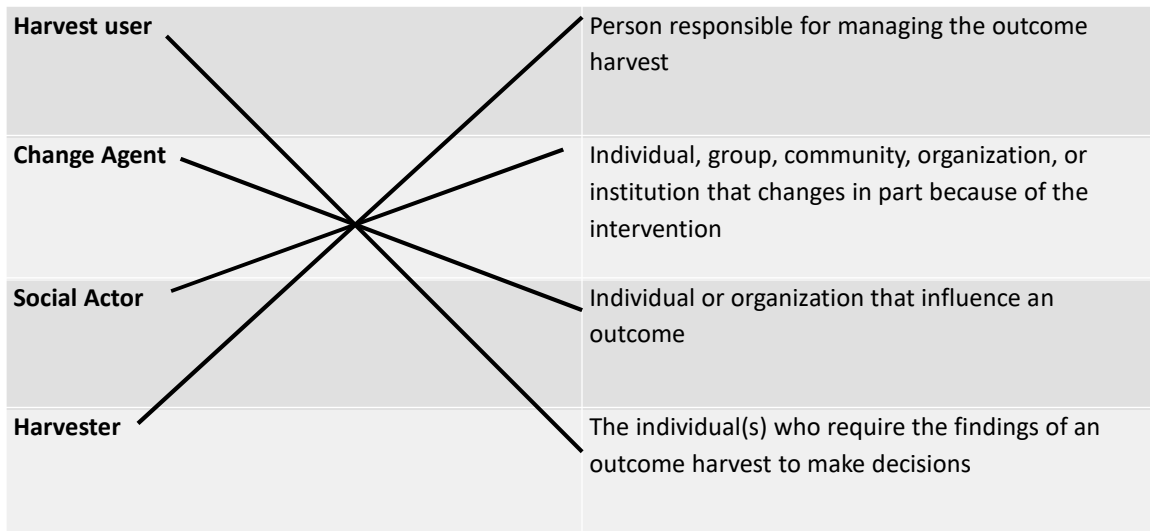 Harvest user
Person responsible for managing the outcome
harvest
Change Agent
Individual, group, community, organization, or
institution that changes in part because of the
intervention
Social Actor
Individual or organization that influence an
outcome
Harvester
The individual(s) who require the findings of an
outcome harvest to make decisions